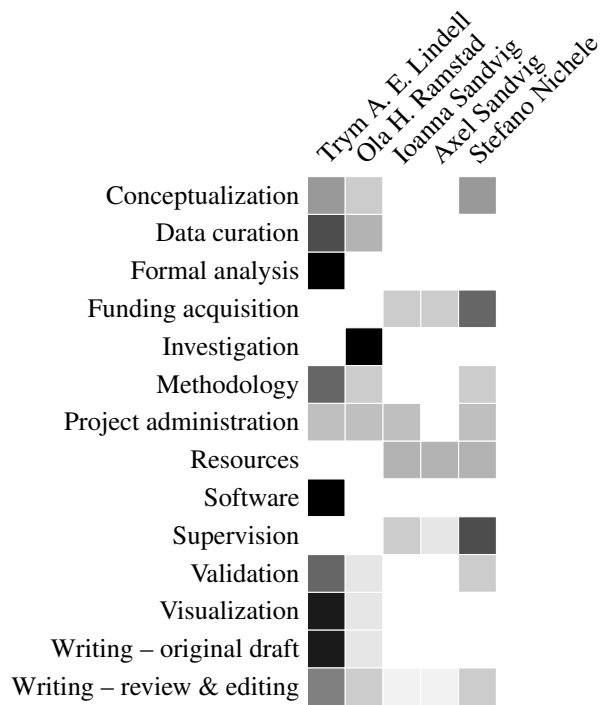 Trym A. E. Lindell
Ola H. Ramstad
Ioanna Sandvig
Axel Sandvig
Stefano Nichele
Conceptualization
Data curation
Formal analysis
Funding acquisition
Investigation
Methodology
Project administration
Resources
Software
Supervision
Validation
Visualization
Writing – original draft
Writing – review & editing